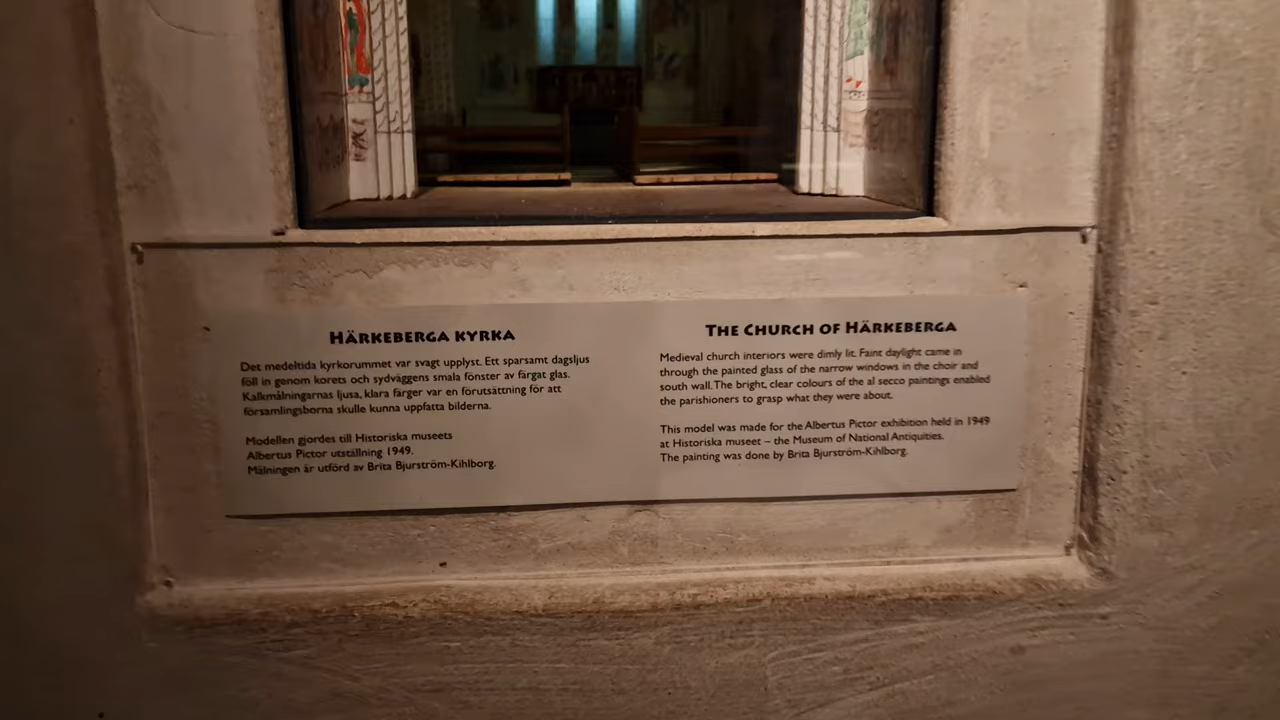 HÄRKEBERGA KYRKA
Det medeltida kyrkorummet var svagt upplyst. Ett sparsamt dagsljus
föll in genom korets och sydväggens smala fönster av färgat glas.
Kalkmålningarnas ljusa, klara färger var en förutsättning för att
församlingsborna skulle kunna uppfatta bilderna.
Modellen gjordes till Historiska museets
Albertus Pictor utställning 1949.
Målningen är utförd av Brita Bjurström-Kihlborg.
THE CHURCH OF HÄRKEBERGA
Medieval church interiors were dimly lit. Faint daylight came in
through the painted glass of the narrow windows in the choir and
south wall. The bright, clear colours of the al secco paintings enabled
the parishioners to grasp what they were about.
This model was made for the Albertus Pictor exhibition held in 1949
at Historiska museet – the Museum of National Antiquities.
The painting was done by Brita Bjurström-Kihlborg.